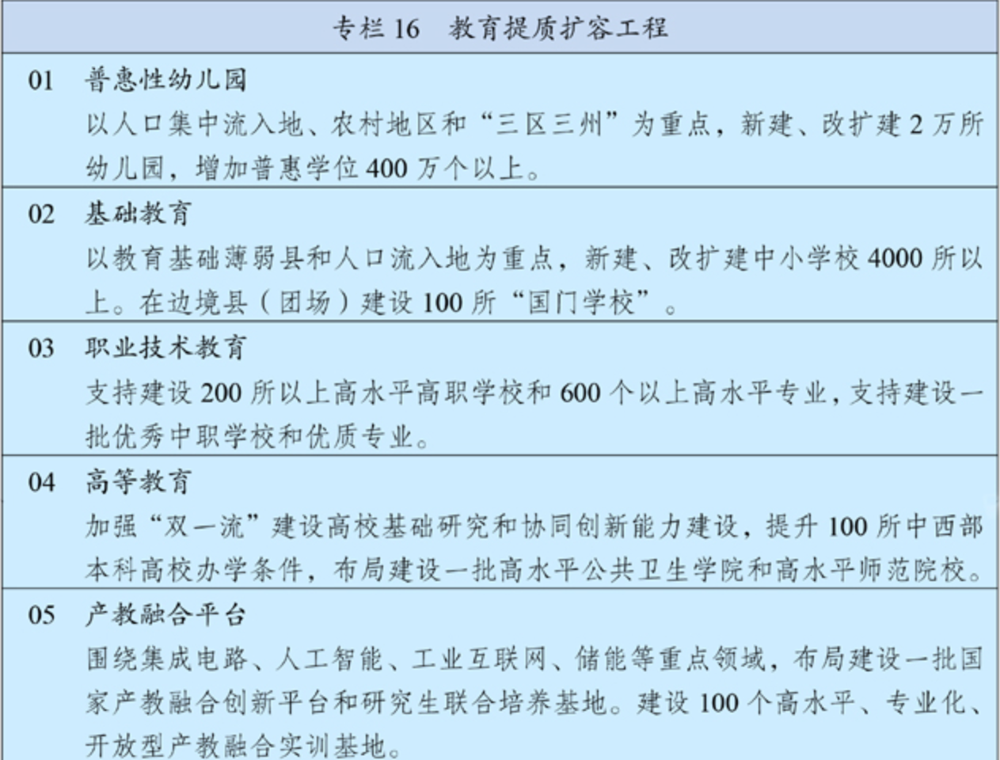 专栏 16 教育提质扩容工程
01 普惠性幼儿园
以人口集中流入地、农村地区和“三区三州”为重点，新建、改扩建 2 万所
幼儿园，增加普惠学位 400 万个以上。
02 基础教育
以教育基础薄弱县和人口流入地为重点，新建、改扩建中小学校 4000 所以
上。在边境县（团场）建设 100 所“国门学校”。
03 职业技术教育
支持建设 200 所以上高水平高职学校和 600 个以上高水平专业，支持建设一
批优秀中职学校和优质专业。
04 高等教育
加强“双一流”建设高校基础研究和协同创新能力建设，提升 100 所中西部
本科高校办学条件，布局建设一批高水平公共卫生学院和高水平师范院校。
05 产教融合平台
围绕集成电路、人工智能、工业互联网、储能等重点领域，布局建设一批国
家产教融合创新平台和研究生联合培养基地。建设 100 个高水平、专业化、
开放型产教融合实训基地。